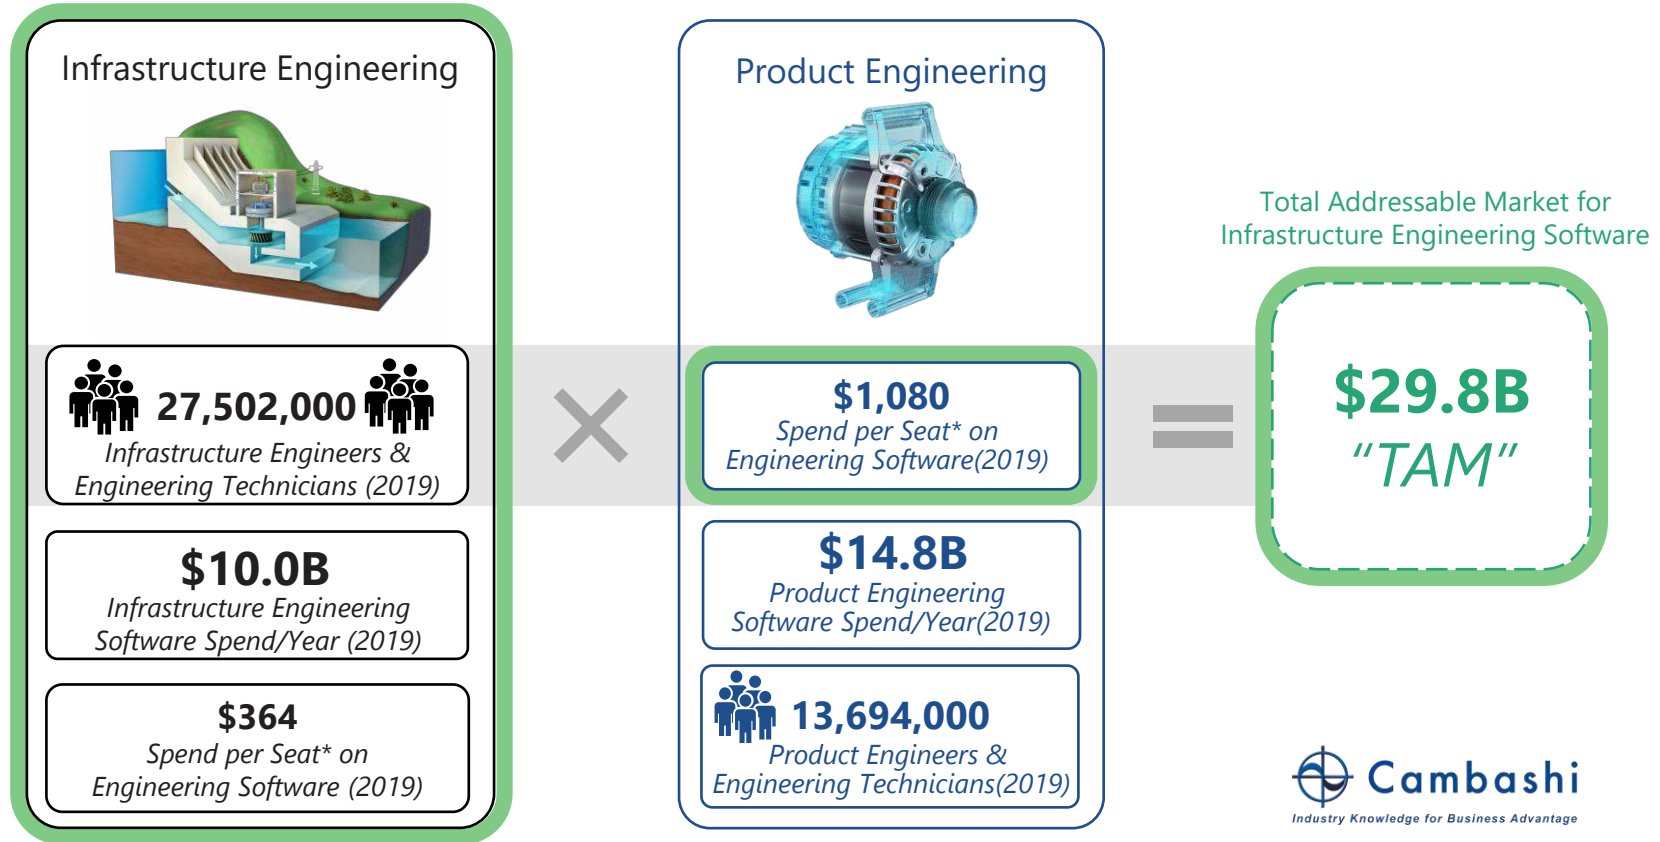 Infrastructure Engineering
27,502,000
Infrastructure Engineers &
Engineering Technicians (2019)
$10.0B
Infrastructure Engineering
Software Spend/Year (2019)
$364
Spend per Seat* on
Engineering Software (2019)
Product Engineering
$1,080
Spend per Seat* on
Engineering Software(2019)
$14.8B
Product Engineering
Software Spend/Year(2019)
13,694,000
Product Engineers &
Engineering Technicians(2019)
Total Addressable Market for
Infrastructure Engineering Software
$29.8B
“TAM”
Cambashi
Industry Knowledge for Business Advantage